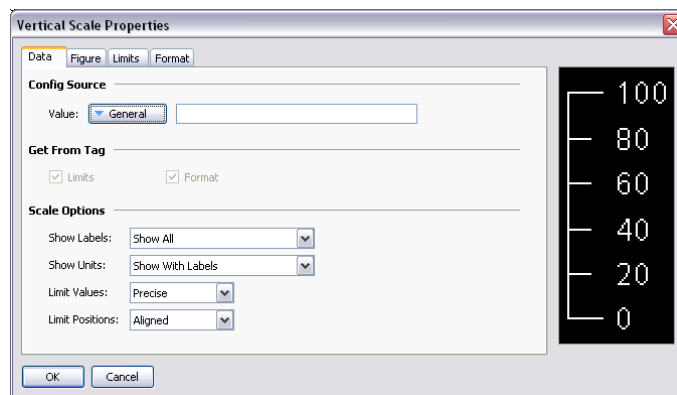 Vertical Scale Properties
Data Figure Limits Format
Config Source
Value: General
Get From Tag
Limits Format
Scale Options
Show Labels: Show All
Show Units: Show With Labels
Limit Values: Precise
Limit Positions: Aligned
OK Cancel
100
80
60
40
20
0